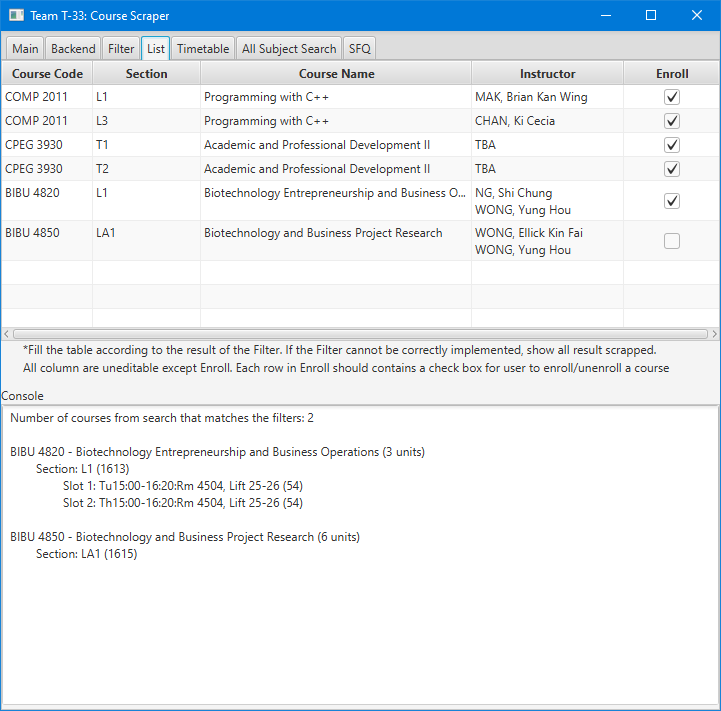 Team T-33: Course Scraper
Main Backend Filter List Timetable All Subject Search SFQ
Course Code Section Course Name Instructor Enroll
COMP 2011 L1 Programming with C++ MAK, Brian Kan Wing
COMP 2011 L3 Programming with C++ CHAN, Ki Cecia
CPEG 3930 T1 Academic and Professional Development II TBA
CPEG 3930 T2 Academic and Professional Development II TBA
BIBU 4820 L1 Biotechnology Entrepreneurship and Business O... NG, Shi Chung
WONG, Yung Hou
BIBU 4850 LA1 Biotechnology and Business Project Research WONG, Ellick Kin Fai
WONG, Yung Hou
*Fill the table according to the result of the Filter. If the Filter cannot be correctly implemented, show all result scrapped.
All column are uneditable except Enroll. Each row in Enroll should contains a check box for user to enroll/unenroll a course
Console
Number of courses from search that matches the filters: 2
BIBU 4820 - Biotechnology Entrepreneurship and Business Operations (3 units)
Section: L1 (1613)
Slot 1: Tu15:00-16:20:Rm 4504, Lift 25-26 (54)
Slot 2: Th15:00-16:20:Rm 4504, Lift 25-26 (54)
BIBU 4850 - Biotechnology and Business Project Research (6 units)
Section: LA1 (1615)